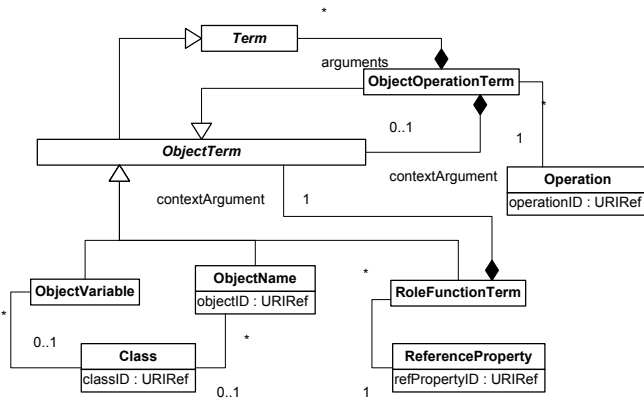 *
Term
arguments
ObjectOperationTerm
*
0..1
1
ObjectTerm
contextArgument
1
contextArgument
Operation
operationID : URIRef
ObjectVariable
ObjectName
objectID : URIRef
*
RoleFunctionTerm
*
*
0..1
Class
classID : URIRef
0..1
ReferenceProperty
refPropertyID : URIRef
1